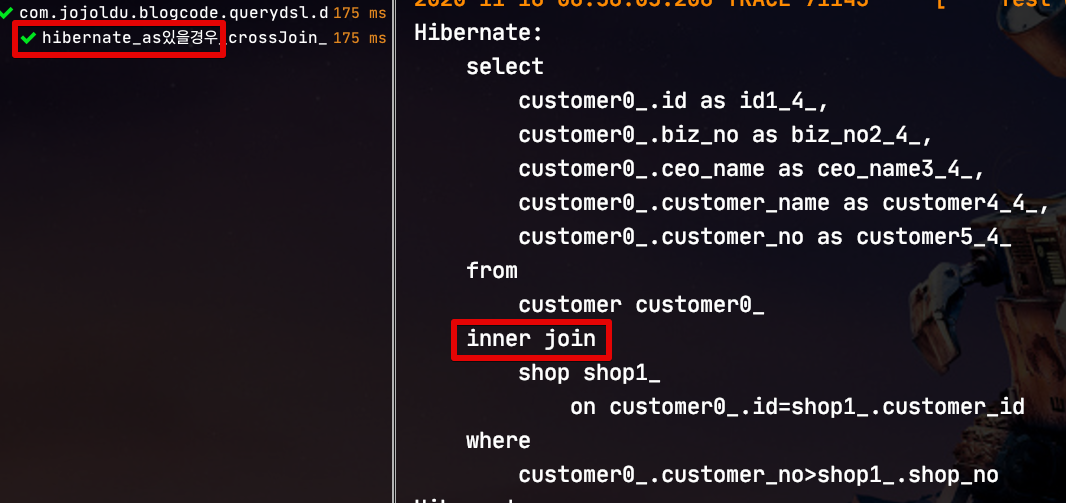 com.jojoldu.blogcode.querydsl.d 175 ms
hibernate_as있을경우_crossJoin_ 175 ms
Hibernate:
select
customer0_.id as id1_4_,
customer0_.biz_no as biz_no2_4_,
customer0_.ceo_name as ceo_name3_4_,
customer0_.customer_name as customer4_4_,
customer0_.customer_no as customer5_4_
from
customer customer0_
inner join
shop shop1_
on customer0_.id=shop1_.customer_id
where
customer0_.customer_no>shop1_.shop_no